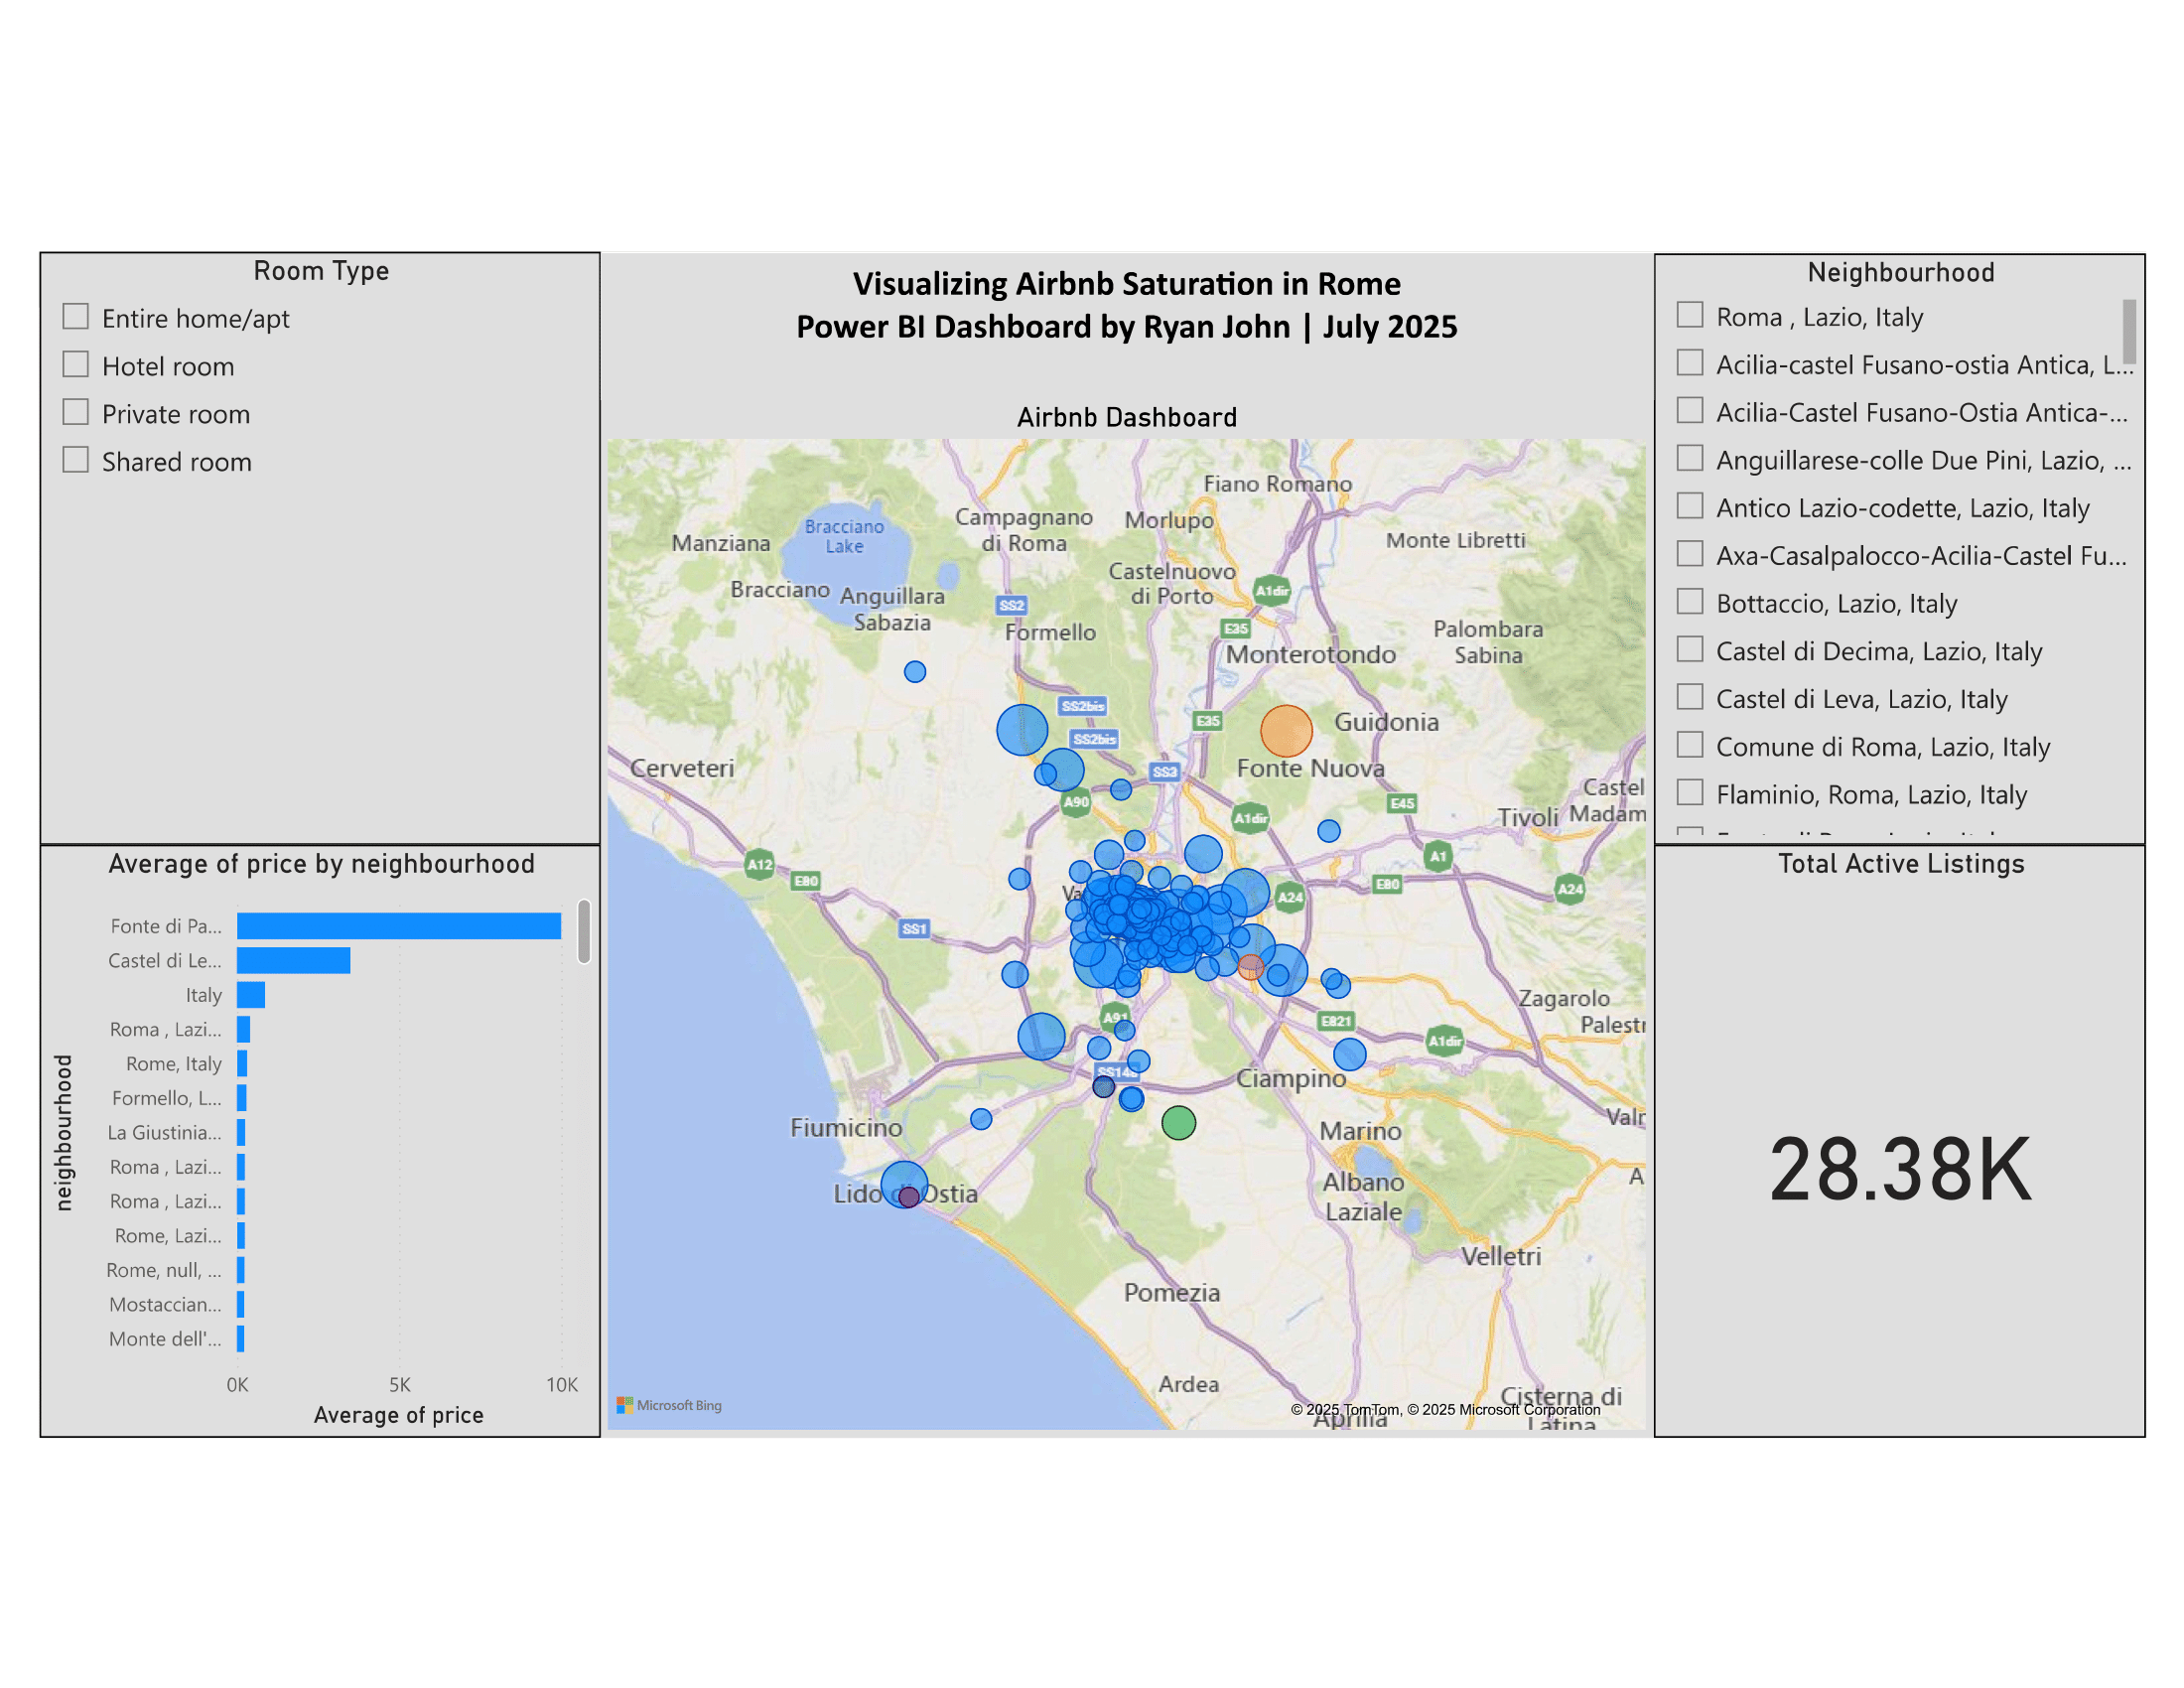 Room Type
Entire home/apt
Hotel room
Private room
Shared room
Visualizing Airbnb Saturation in Rome
Power BI Dashboard by Ryan John | July 2025
Airbnb Dashboard
Neighbourhood
Roma , Lazio, Italy
Acilia-castel Fusano-ostia Antica, L...
Acilia-Castel Fusano-Ostia Antica-...
Anguillarese-colle Due Pini, Lazio, ...
Antico Lazio-codette, Lazio, Italy
Axa-Casalpalocco-Acilia-Castel Fu...
Bottaccio, Lazio, Italy
Castel di Decima, Lazio, Italy
Castel di Leva, Lazio, Italy
Comune di Roma, Lazio, Italy
Flaminio, Roma, Lazio, Italy
Fiano Romano
Campagnano
di Roma
Morlupo
Bracciano
Lake
Manziana
Monte Libretti
Castelnuovo
di Porto
Bracciano
Anguillara
Sabazia
A1dir
SS2
Formello
E35
Palombara
Sabina
Monterotondo
SS2bis
E35
Guidonia
SS2bis
Cerveteri
SS3
Fonte Nuova
A90
E45
Castel
Madam
Tivoli
A1dir
A12
E80
A1
E80
A24
A24
Va
SS1
Zagarolo
Palestr
A91
E821
A1dir
SS148
Ciampino
Fiumicino
Marino
Valm
Lido di Ostia
Albano
Laziale
A
Velletri
Pomezia
Ardea
Cisterna di
Latina
Aprilia
Microsoft Bing
© 2025 TomTom, © 2025 Microsoft Corporation
Average of price by neighbourhood
neighbourhood
Fonte di Pa...
Castel di Le...
Italy
Roma , Lazi...
Rome, Italy
Formello, L...
La Giustinia...
Roma , Lazi...
Roma , Lazi...
Rome, Lazi...
Rome, null, ...
Mostaccian...
Monte dell'...
0K
5K
10K
Average of price
Total Active Listings
28.38K